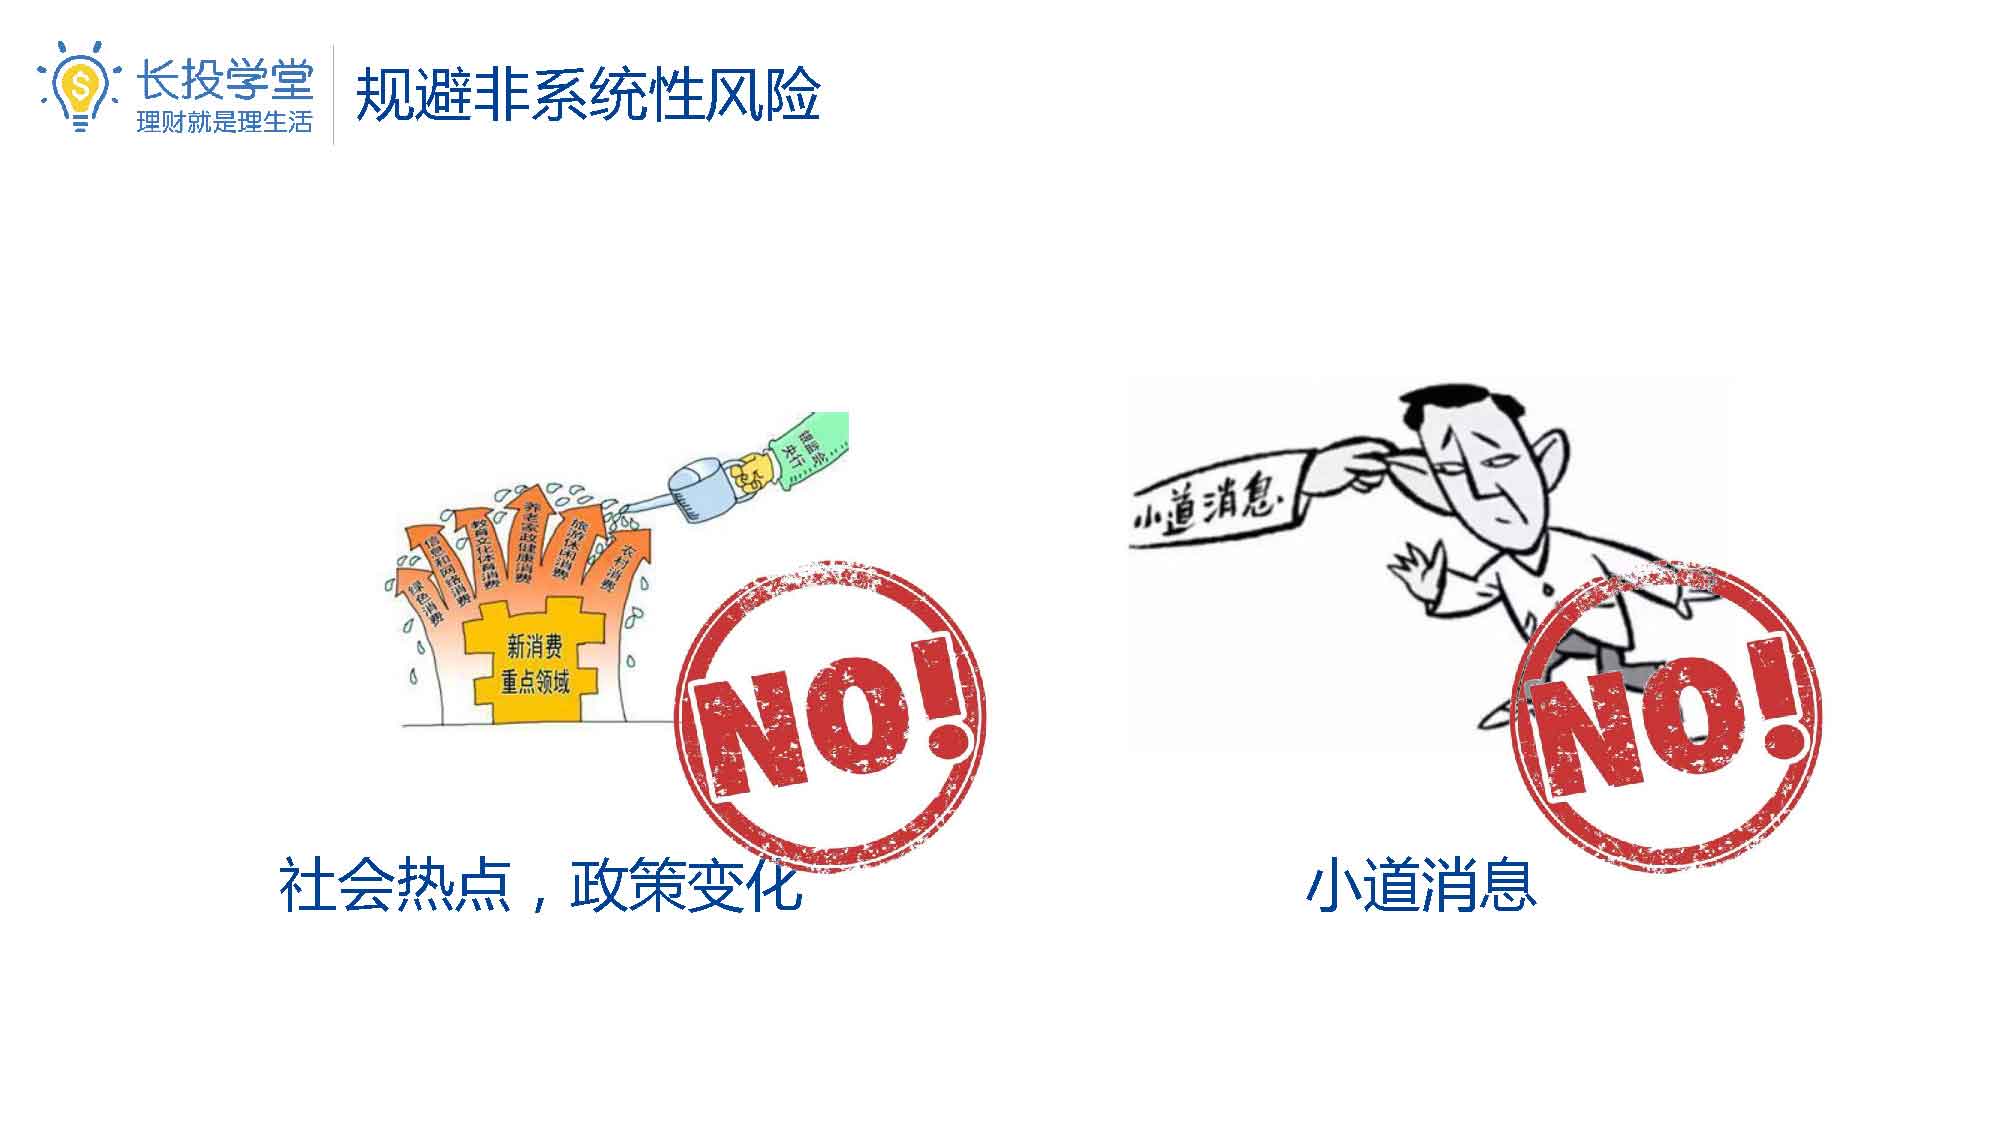 长投学堂
理财就是理生活
规避非系统性风险
银监会
央行
绿色消费
信息和网络消费
教育文化体育消费
养老家政健康消费
旅游休闲消费
农村消费
新消费
重点领域
小道消息
NO!
NO!
社会热点，政策变化
小道消息